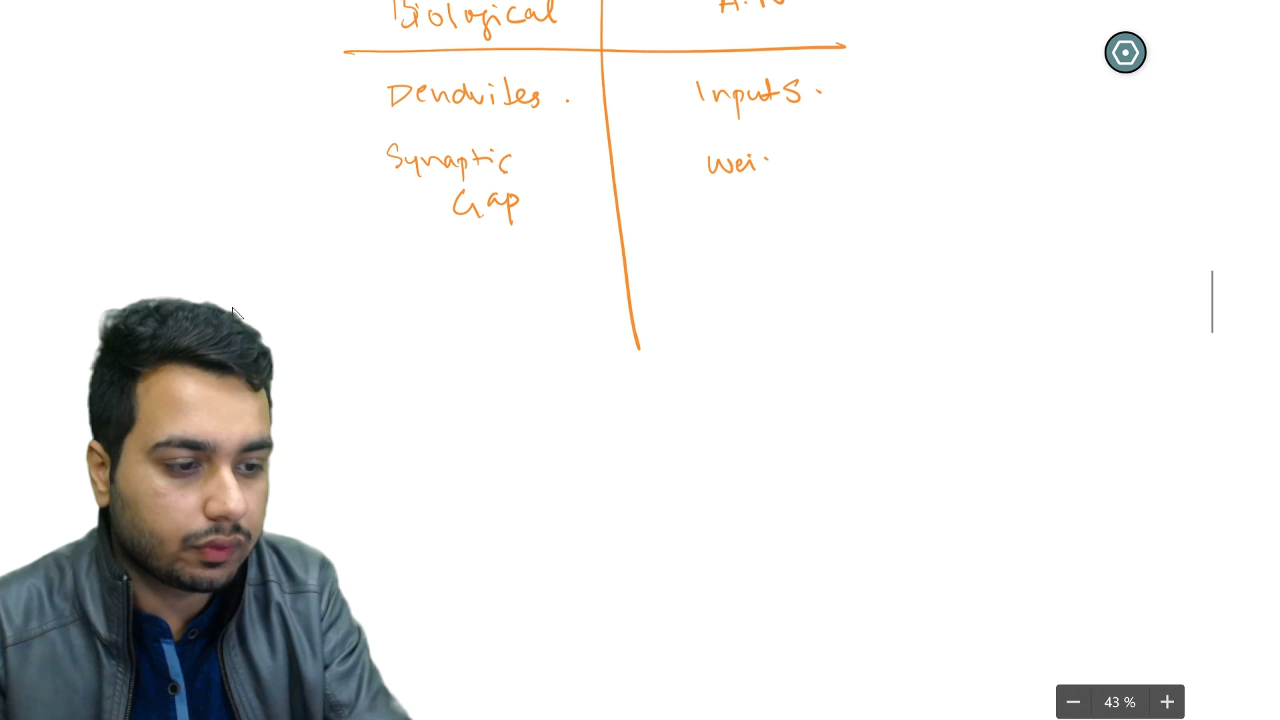 Biological
Dendrites. Inputs.
Synaptic Wei.
Gap
43 %